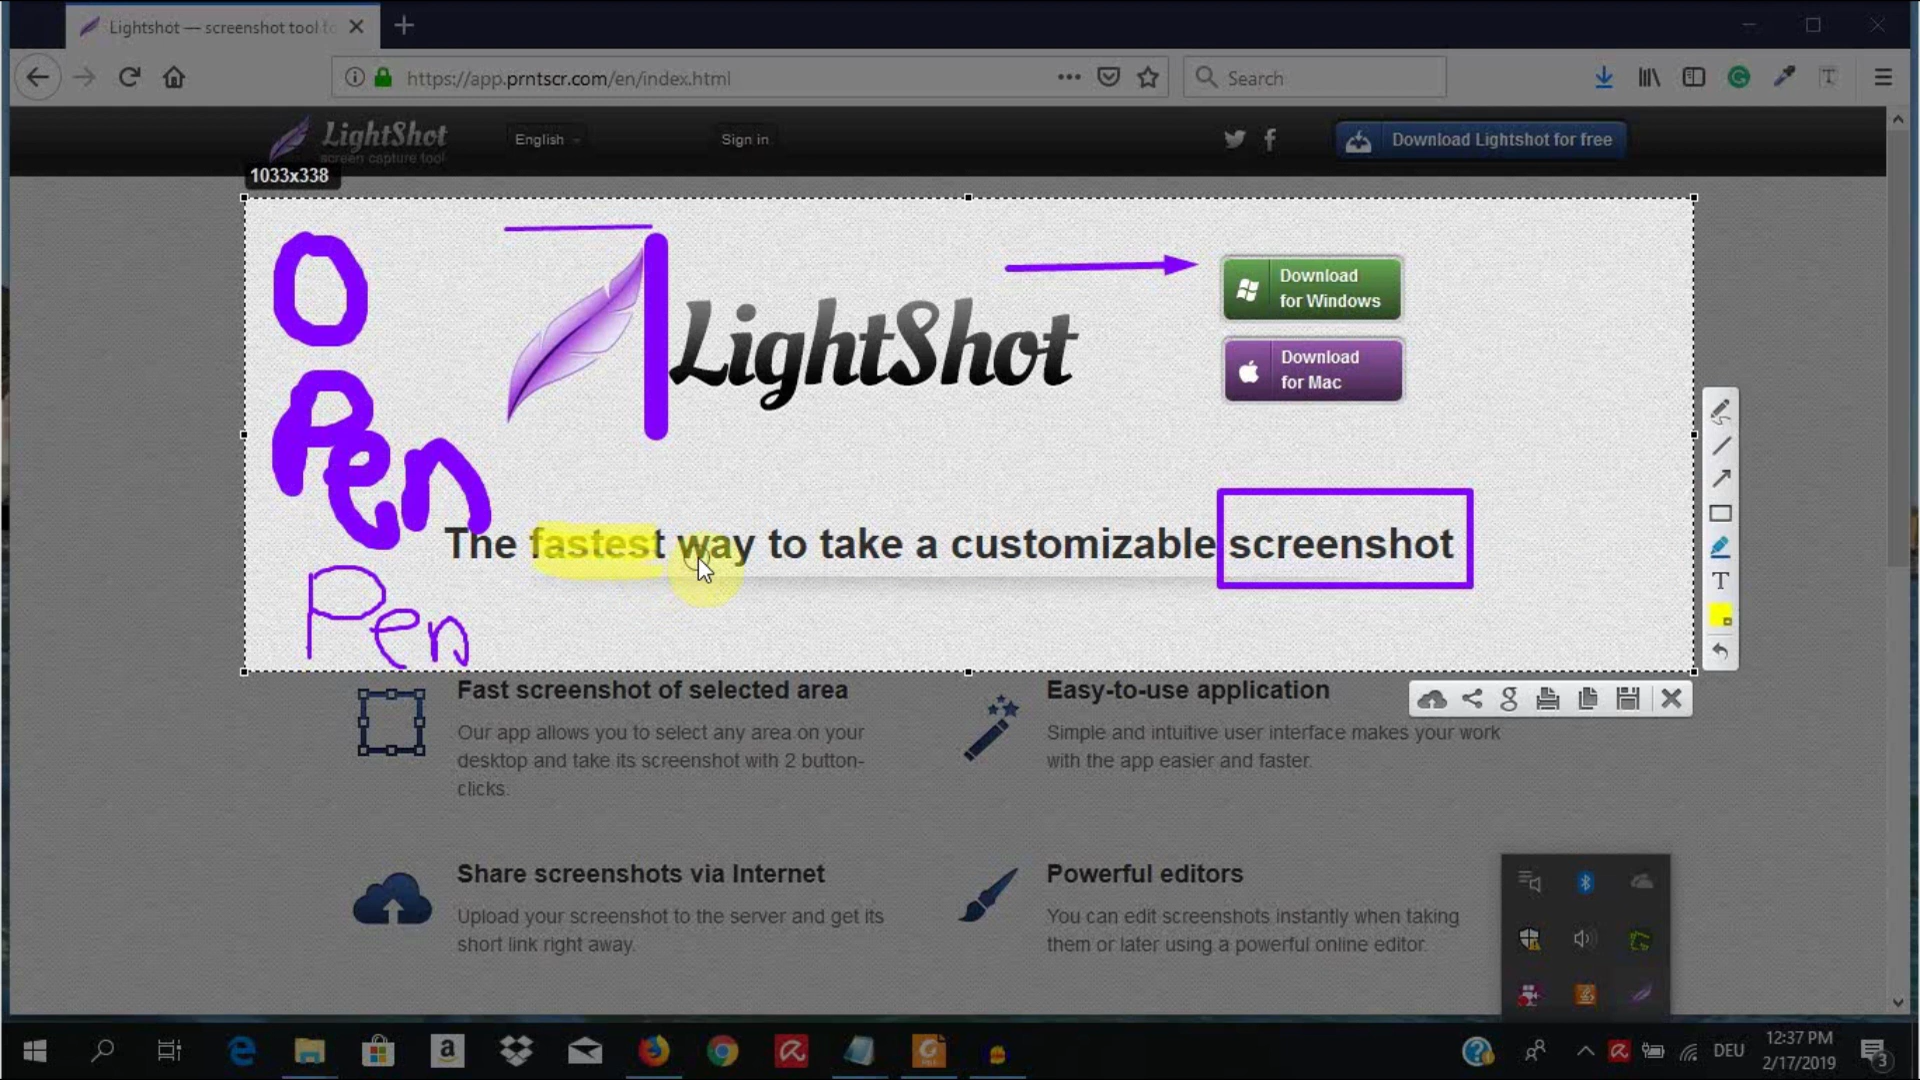 Lightshot — screenshot tool fo
https://app.prntscr.com/en/index.html
Search
LightShot
screen capture tool
English
Sign in
Download Lightshot for free
1033x338
O
Pen
Pen
LightShot
Download
for Windows
Download
for Mac
The fastest way to take a customizable screenshot
T
Fast screenshot of selected area
Our app allows you to select any area on your
desktop and take its screenshot with 2 button-
clicks.
Easy-to-use application
Simple and intuitive user interface makes your work
with the app easier and faster.
Share screenshots via Internet
Upload your screenshot to the server and get its
short link right away.
Powerful editors
You can edit screenshots instantly when taking
them or later using a powerful online editor.
DEU
12:37 PM
2/17/2019
3